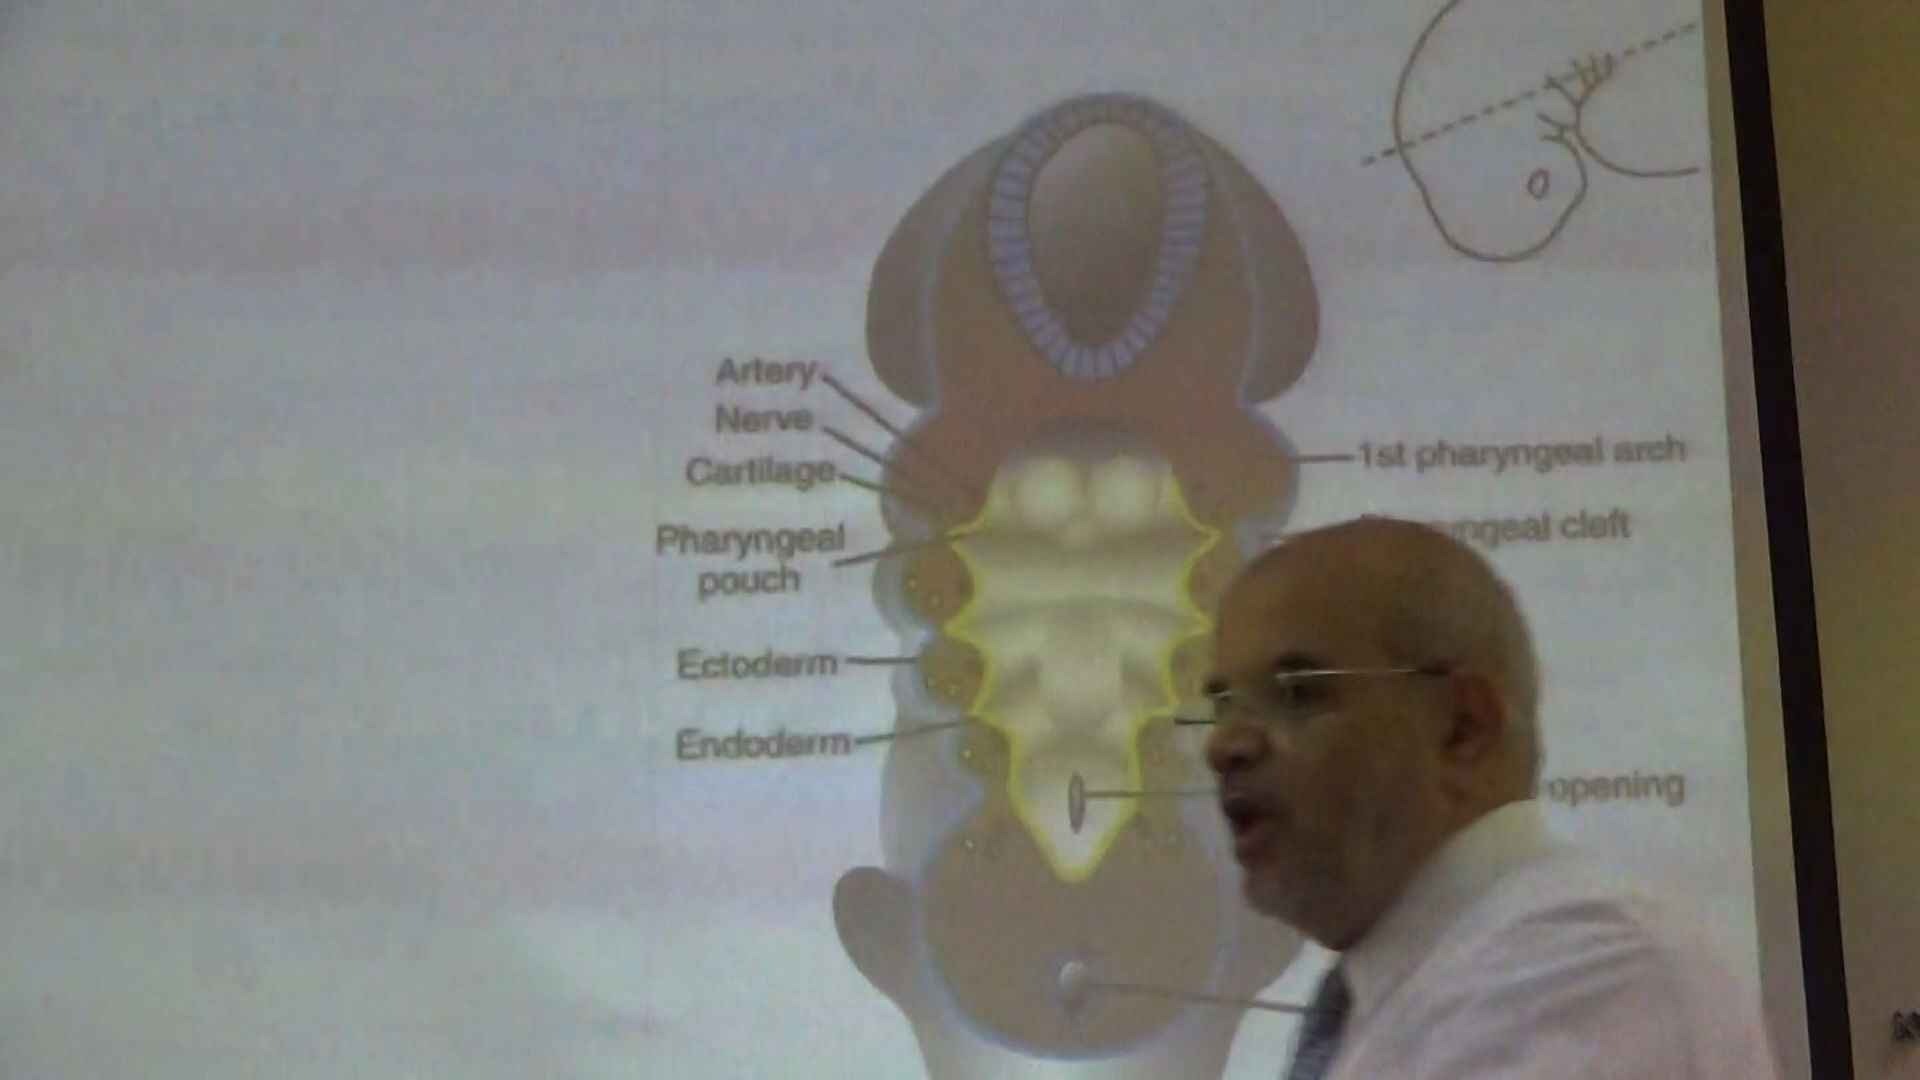 Artery
Nerve
Cartilage
Pharyngeal
pouch
Ectoderm
Endoderm
1st pharyngeal arch
cleft
opening